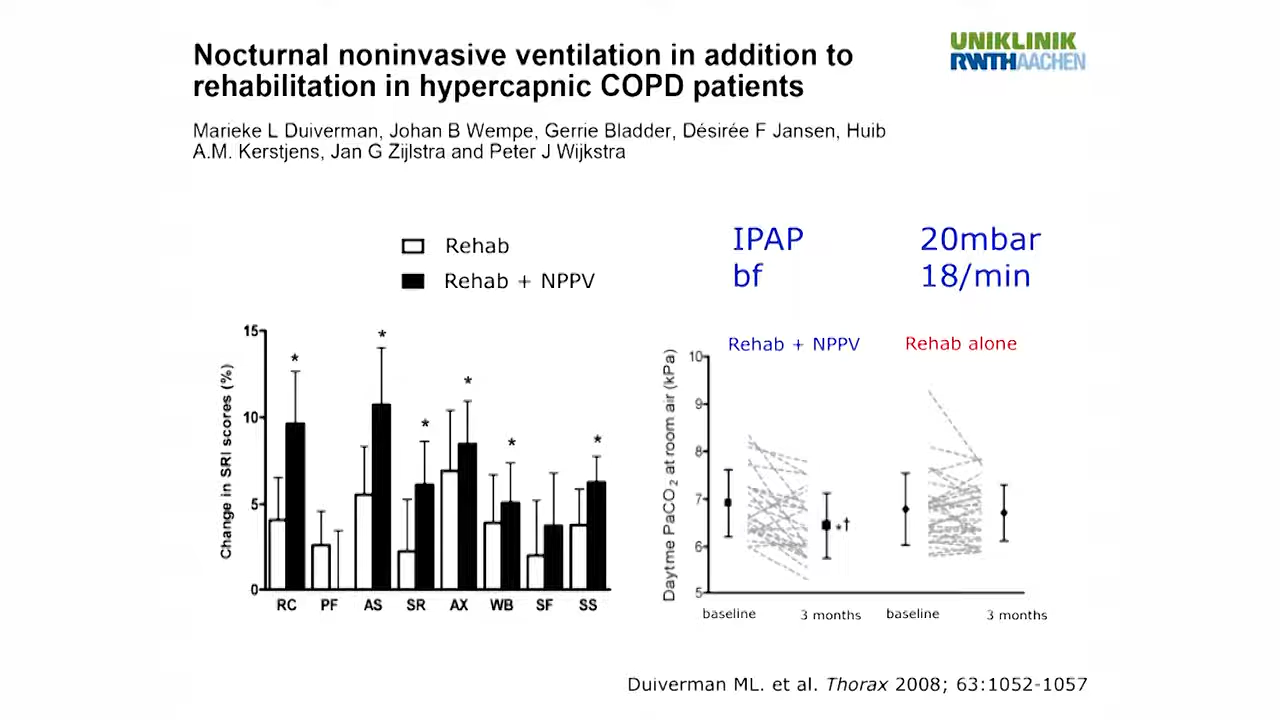 Nocturnal noninvasive ventilation in addition to
rehabilitation in hypercapnic COPD patients
UNIKLINIK
RWTHAACHEN
Marieke L Duiverman, Johan B Wempe, Gerrie Bladder, Désirée F Jansen, Huib
A.M. Kerstjens, Jan G Zijlstra and Peter J Wijkstra
Rehab
Rehab + NPPV
IPAP 20mbar
bf 18/min
Change in SRI scores (%)
15
10
5
0
* * * * * *
RC PF AS SR AX WB SF SS
Rehab + NPPV Rehab alone
Daytme PaCO2 at room air (kPa)
10
9
8
7
6
5
*†
baseline 3 months baseline 3 months
Duiverman ML. et al. Thorax 2008; 63:1052-1057